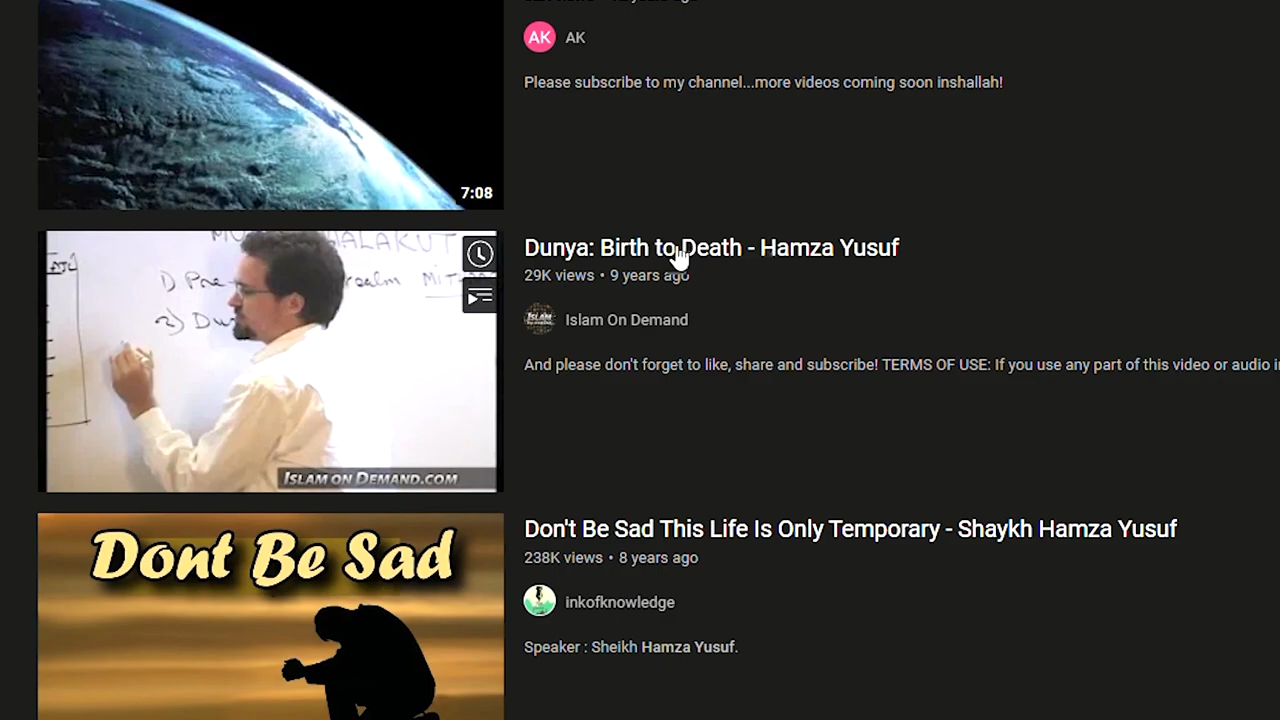 AK
AK
Please subscribe to my channel...more videos coming soon inshallah!
7:08
Dunya: Birth to Death - Hamza Yusuf
29K views • 9 years ago
Islam On Demand
And please don't forget to like, share and subscribe! TERMS OF USE: If you use any part of this video or audio
ISLAM ON DEMAND.COM
Dont Be Sad
Don't Be Sad This Life Is Only Temporary - Shaykh Hamza Yusuf
238K views • 8 years ago
inkofknowledge
Speaker : Sheikh Hamza Yusuf.